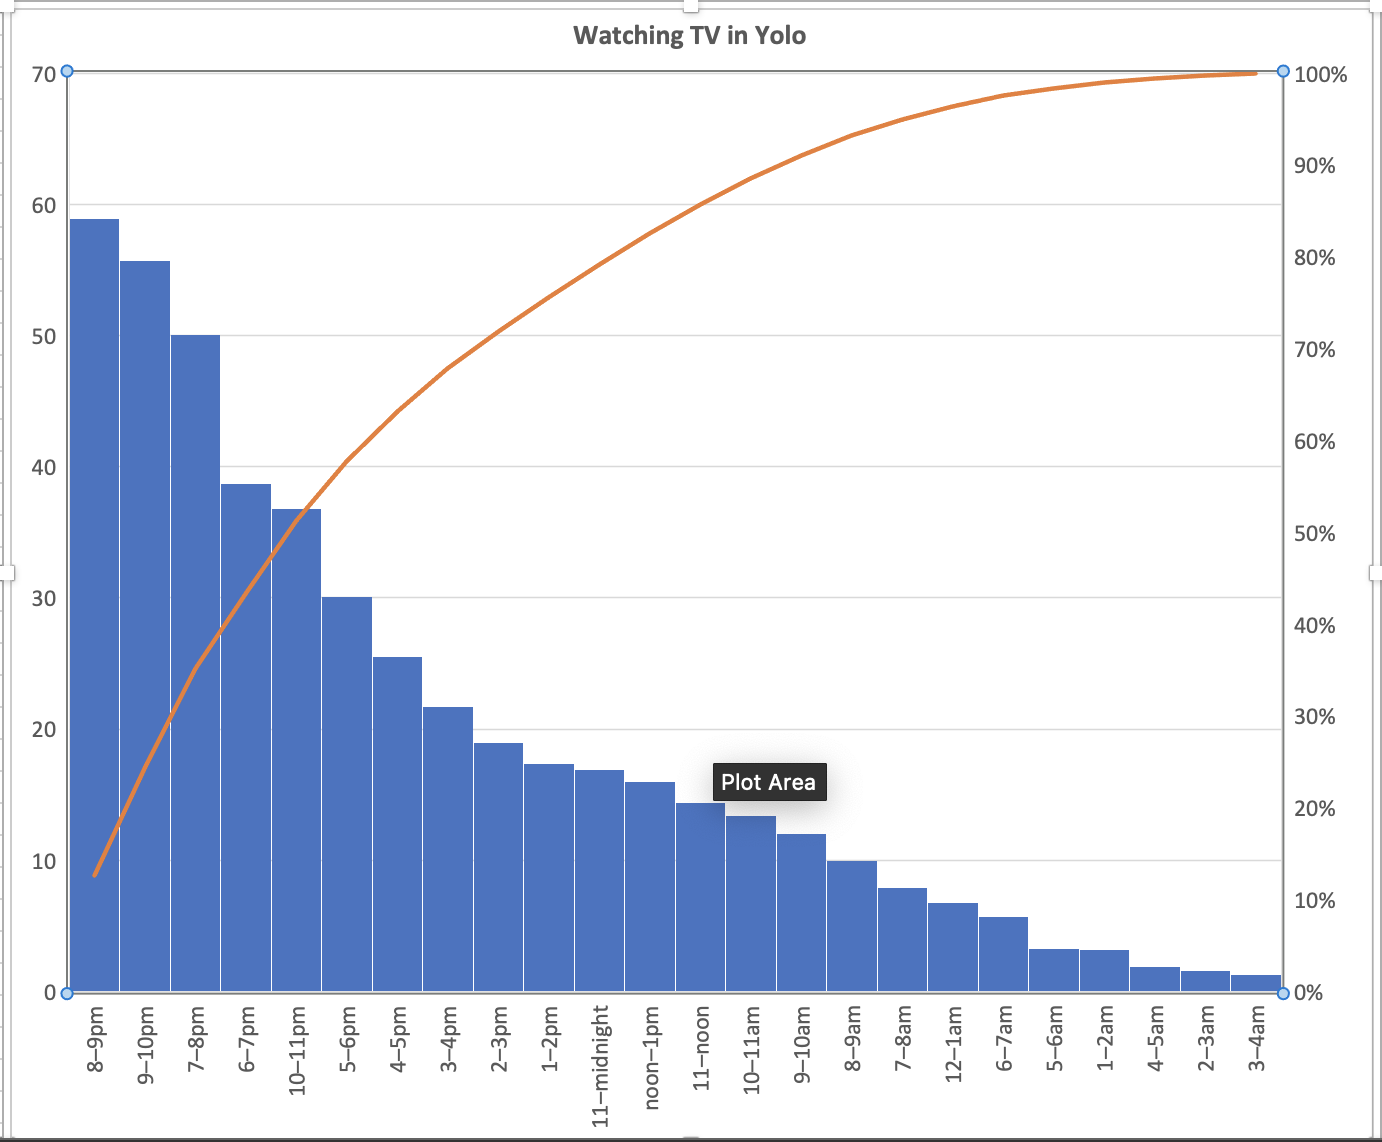 Watching TV in Yolo
70
60
50
40
30
20
10
0
100%
90%
80%
70%
60%
50%
40%
30%
20%
10%
0%
Plot Area
8–9pm
9–10pm
7–8pm
6–7pm
10–11pm
5–6pm
4–5pm
3–4pm
2–3pm
1–2pm
11–midnight
noon–1pm
11–noon
10–11am
9–10am
8–9am
7–8am
12–1am
6–7am
5–6am
1–2am
4–5am
2–3am
3–4am